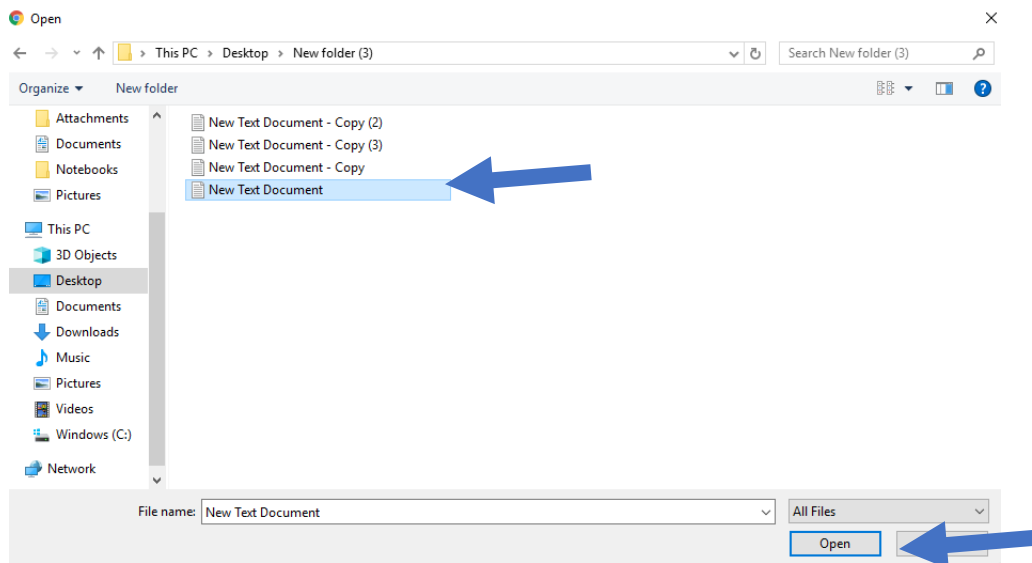 Open
This PC > Desktop > New folder (3)
Search New folder (3)
Organize
New folder
Attachments
Documents
Notebooks
Pictures
This PC
3D Objects
Desktop
Documents
Downloads
Music
Pictures
Videos
Windows (C:)
Network
New Text Document - Copy (2)
New Text Document - Copy (3)
New Text Document - Copy
New Text Document
File name: New Text Document
All Files
Open